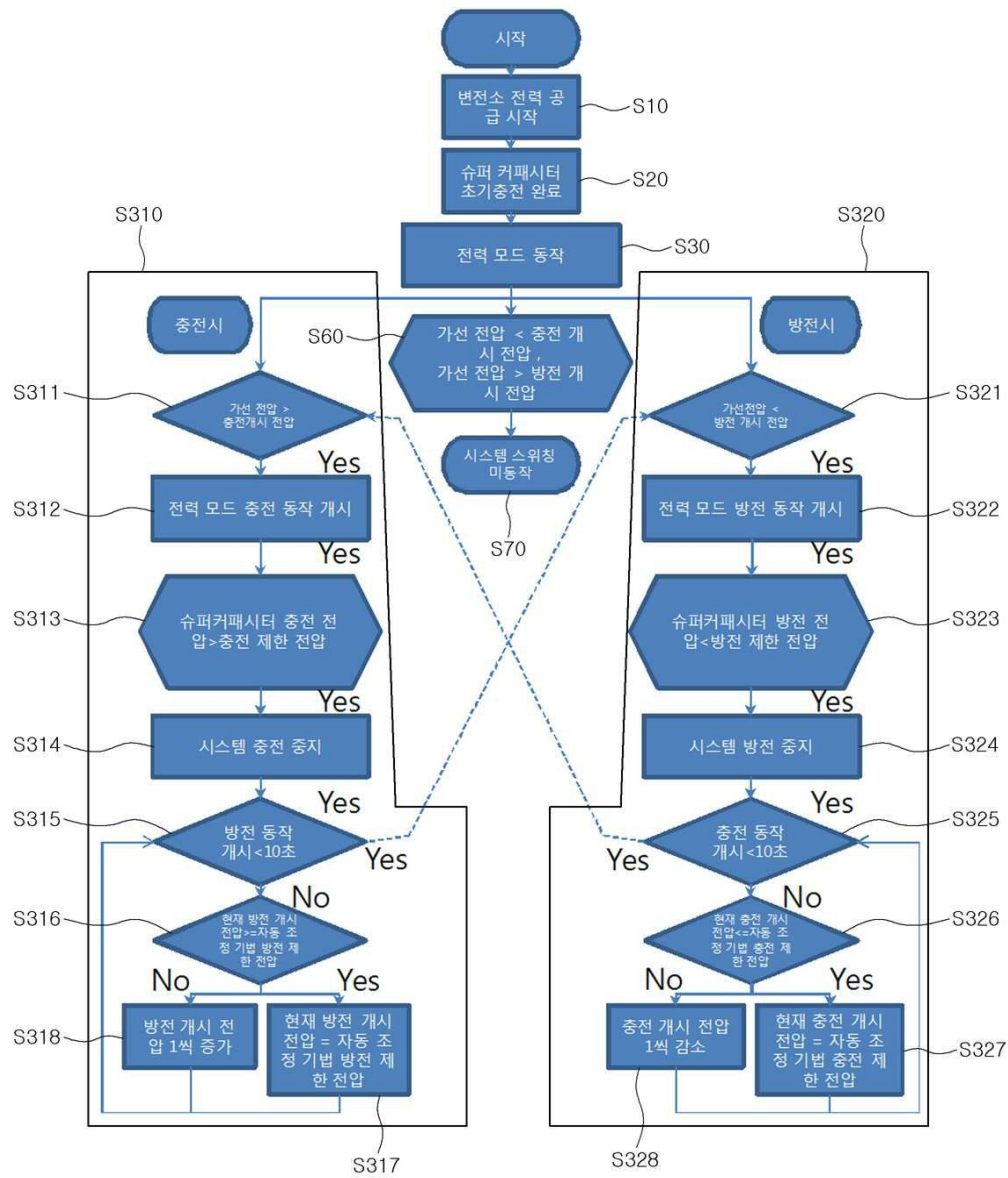 시작
변전소 전력 공
급 시작
S10
슈퍼 커패시터
초기충전 완료
S20
전력 모드 동작
S30
S310
충전시
S311
가선 전압 >
충전개시 전압
Yes
S312
전력 모드 충전 동작 개시
Yes
S313
슈퍼커패시터 충전 전
압>충전 제한 전압
Yes
S314
시스템 충전 중지
Yes
S315
방전 동작
개시<10초
Yes
No
S316
현재 방전 개시
전압>=자동 조
정 기법 방전 제
한 전압
No
Yes
S318
방전 개시 전
압 1씩 증가
현재 방전 개시
전압 = 자동 조
정 기법 방전 제
한 전압
S317
S60
가선 전압 < 충전 개
시 전압 ,
가선 전압 > 방전 개
시 전압
시스템 스위칭
미동작
S70
S320
방전시
S321
가선전압 <
방전 개시 전압
Yes
전력 모드 방전 동작 개시
S322
Yes
슈퍼커패시터 방전 전
압<방전 제한 전압
S323
Yes
시스템 방전 중지
S324
Yes
충전 동작
개시<10초
S325
Yes
No
현재 충전 개시
전압<=자동 조
정 기법 충전 제
한 전압
S326
No
Yes
충전 개시 전압
1씩 감소
S328
현재 충전 개시
전압 = 자동 조
정 기법 충전 제
한 전압
S327